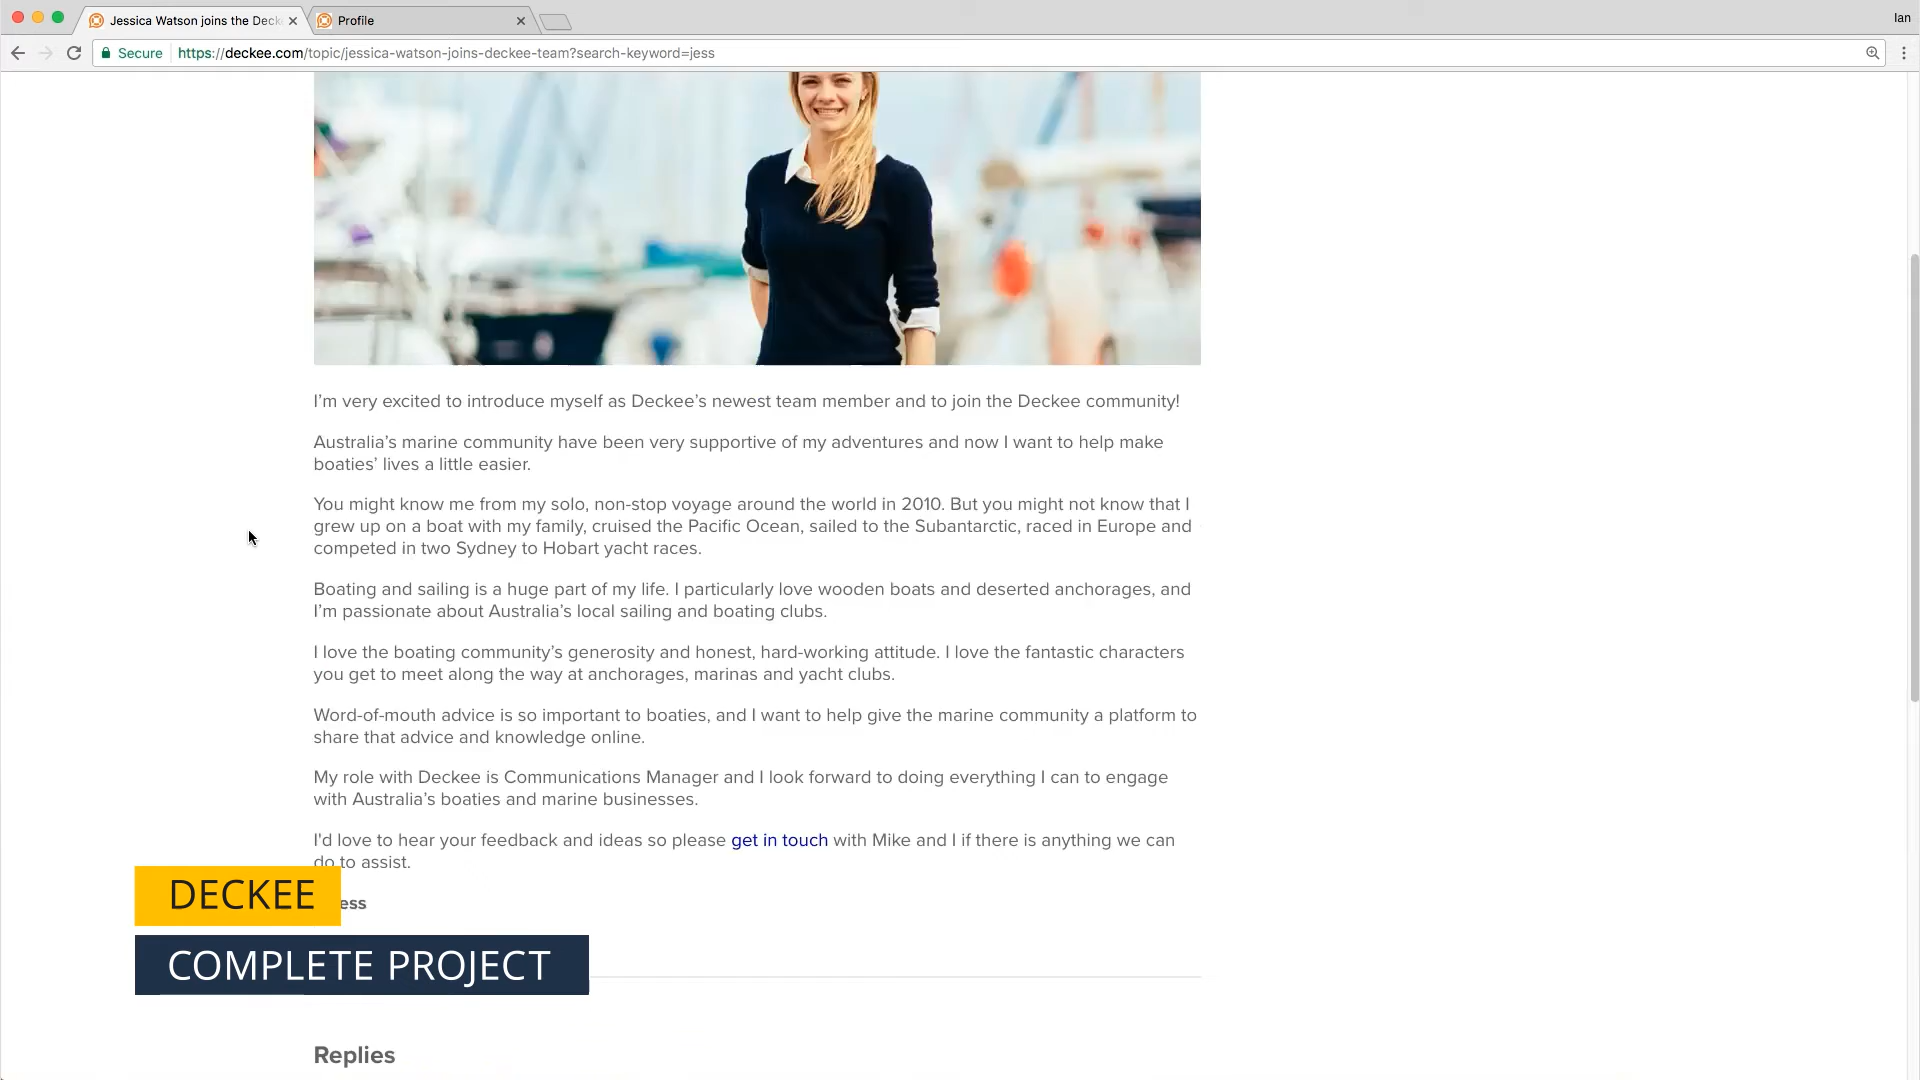 Jessica Watson joins the Deck
Profile
Ian
Secure
https://deckee.com/topic/jessica-watson-joins-deckee-team?search-keyword=jess
I’m very excited to introduce myself as Deckee’s newest team member and to join the Deckee community!
Australia’s marine community have been very supportive of my adventures and now I want to help make
boaties’ lives a little easier.
You might know me from my solo, non-stop voyage around the world in 2010. But you might not know that I
grew up on a boat with my family, cruised the Pacific Ocean, sailed to the Subantarctic, raced in Europe and
competed in two Sydney to Hobart yacht races.
Boating and sailing is a huge part of my life. I particularly love wooden boats and deserted anchorages, and
I’m passionate about Australia’s local sailing and boating clubs.
I love the boating community’s generosity and honest, hard-working attitude. I love the fantastic characters
you get to meet along the way at anchorages, marinas and yacht clubs.
Word-of-mouth advice is so important to boaties, and I want to help give the marine community a platform to
share that advice and knowledge online.
My role with Deckee is Communications Manager and I look forward to doing everything I can to engage
with Australia’s boaties and marine businesses.
I'd love to hear your feedback and ideas so please get in touch with Mike and I if there is anything we can
do to assist.
ess
DECKEE
COMPLETE PROJECT
Replies